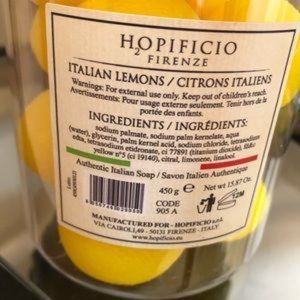 H2OPIFICIO
FIRENZE
ITALIAN LEMONS / CITRONS ITALIENS
Warnings: For external use only. Keep out of children's reach.
Avertissements: Pour usage externe seulement. Tenir hors de la
portée des enfants.
INGREDIENTS / INGRÉDIENTS:
sodium palmate, sodium palm kernelate, aqua
(water), glycerin, palm kernel acid, sodium chloride, tetrasodium
edta, tetrasodium etidronate, ci 77891 (titanium dioxide), fd&c
yellow n°5 (ci 19140), citral, limonene, linalool.
Authentic Italian Soap / Savon Italien Authentique
450 g e Net wt 15.87 Oz.
CODE
905 A
12M
MANUFACTURED FOR - HOPIFICIO s.r.l.
VIA CAIROLI,49 - 50131 FIRENZE - ITALY
www.hopificio.eu